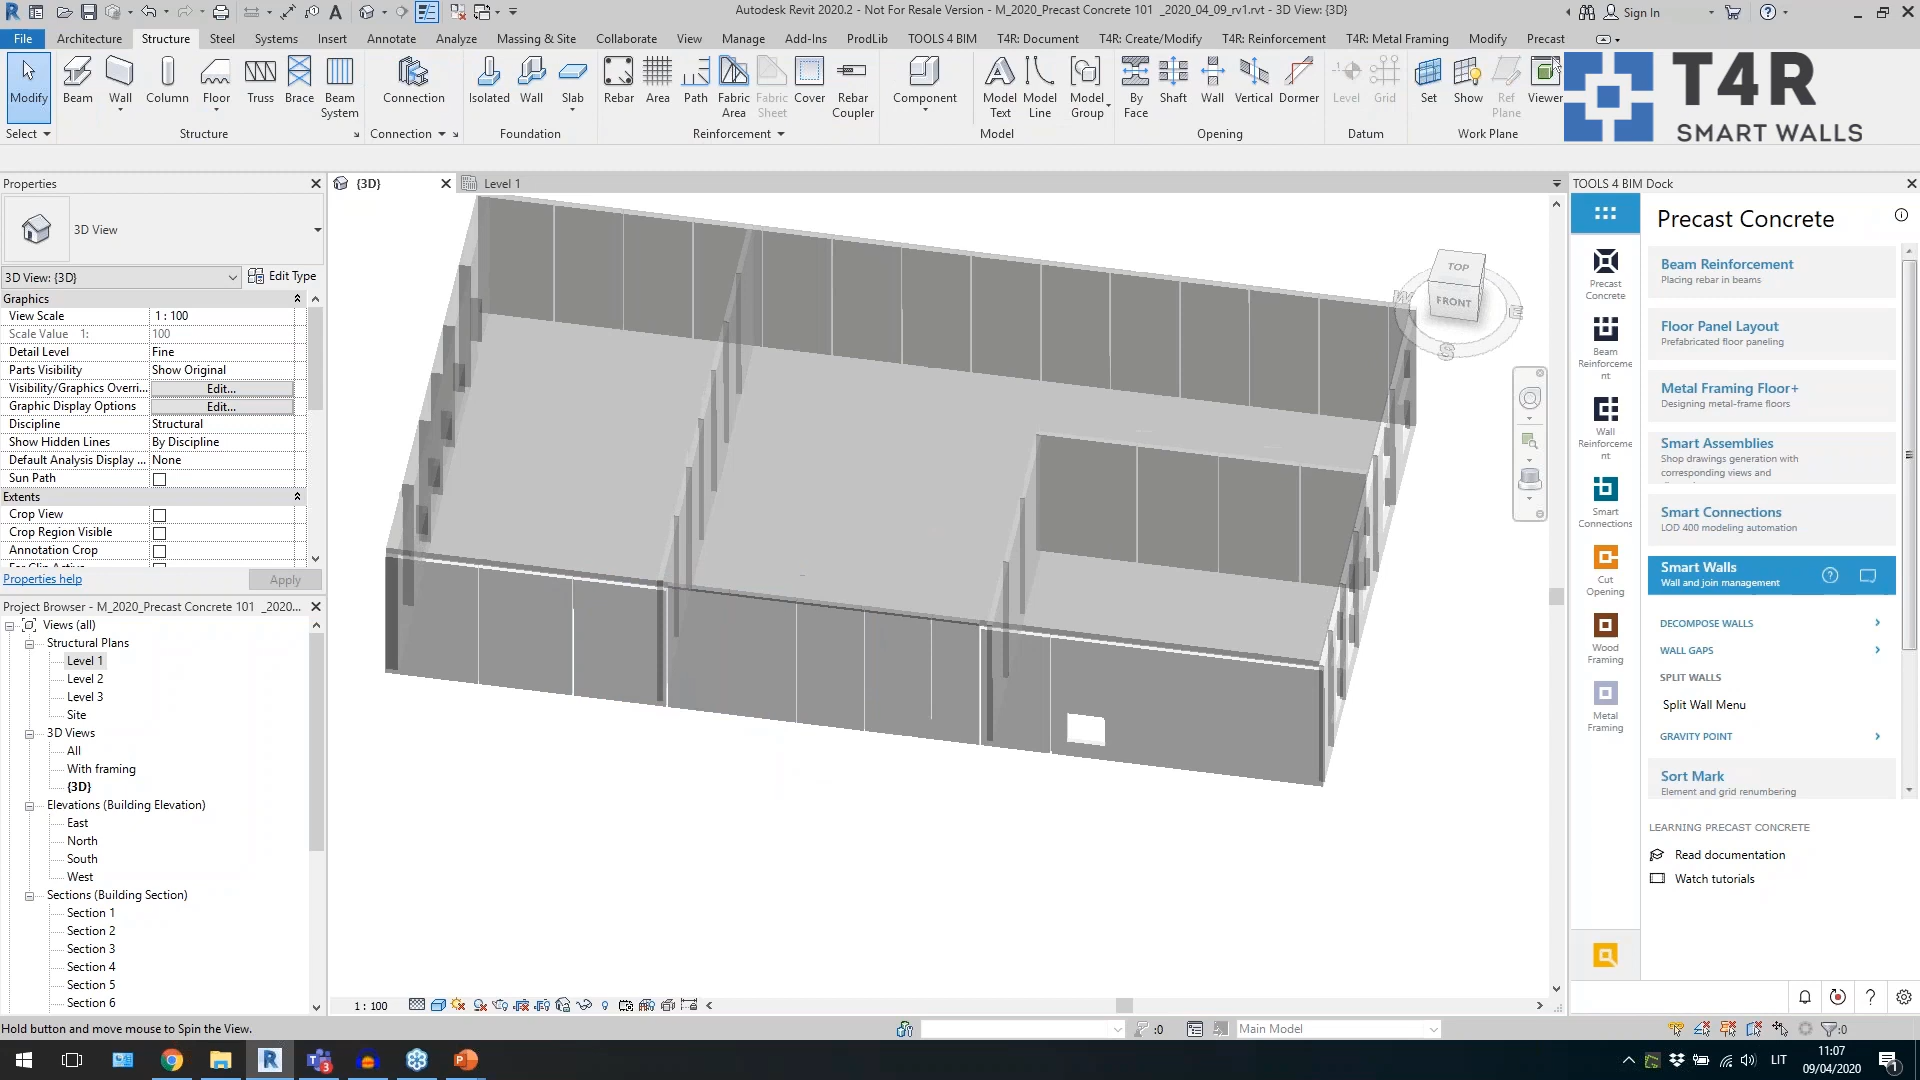 Autodesk Revit 2020.2 - Not For Resale Version - M_2020_Precast Concrete 101 _2020_04_09_rv1.rvt - 3D View: {3D}
Sign In
File Architecture Structure Steel Systems Insert Annotate Analyze Massing & Site Collaborate View Manage Add-Ins ProdLib TOOLS 4 BIM T4R: Document T4R: Create/Modify T4R: Reinforcement T4R: Metal Framing Modify Precast
Modify Beam Wall Column Floor Truss Brace Beam System Connection Isolated Wall Slab Rebar Area Path Fabric Area Fabric Sheet Cover Rebar Coupler Component Model Text Model Line Model Group By Face Shaft Wall Vertical Dormer Level Grid Set Show Ref Plane Viewer
Select Structure Connection Foundation Reinforcement Model Opening Datum Work Plane
T4R
SMART WALLS
Properties
3D View
3D View: {3D} Edit Type
Graphics
View Scale 1 : 100
Scale Value 1: 100
Detail Level Fine
Parts Visibility Show Original
Visibility/Graphics Overri... Edit...
Graphic Display Options Edit...
Discipline Structural
Show Hidden Lines By Discipline
Default Analysis Display ... None
Sun Path
Extents
Crop View
Crop Region Visible
Annotation Crop
Properties help Apply
Project Browser - M_2020_Precast Concrete 101 _2020...
Views (all)
Structural Plans
Level 1
Level 2
Level 3
Site
3D Views
All
With framing
{3D}
Elevations (Building Elevation)
East
North
South
West
Sections (Building Section)
Section 1
Section 2
Section 3
Section 4
Section 5
Section 6
{3D} Level 1
TOP
FRONT
W
E
S
1 : 100
TOOLS 4 BIM Dock
Precast Concrete
Precast
Concrete
Beam
Reinforceme
nt
Wall
Reinforceme
nt
Smart
Connections
Cut
Opening
Wood
Framing
Metal
Framing
Beam Reinforcement
Placing rebar in beams
Floor Panel Layout
Prefabricated floor paneling
Metal Framing Floor+
Designing metal-frame floors
Smart Assemblies
Shop drawings generation with
corresponding views and
Smart Connections
LOD 400 modeling automation
Smart Walls
Wall and join management
DECOMPOSE WALLS
WALL GAPS
SPLIT WALLS
Split Wall Menu
GRAVITY POINT
Sort Mark
Element and grid renumbering
LEARNING PRECAST CONCRETE
Read documentation
Watch tutorials
Hold button and move mouse to Spin the View.
:0
Main Model
:0
3
LIT
11:07
09/04/2020
1